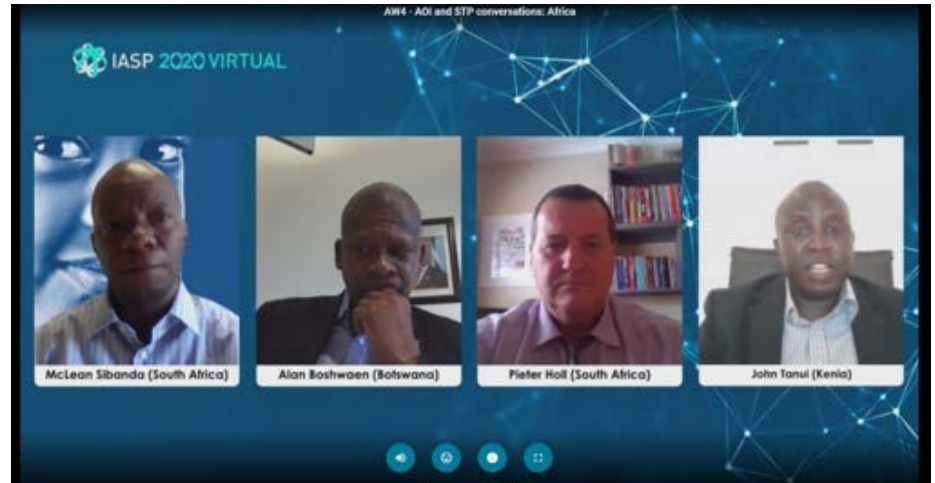 AW4 - AOI and STP conversations: Africa
IASP 2020 VIRTUAL
McLean Sibanda (South Africa)
Alan Boshwaen (Botswana)
Pieter Holl (South Africa)
John Tanui (Kenia)